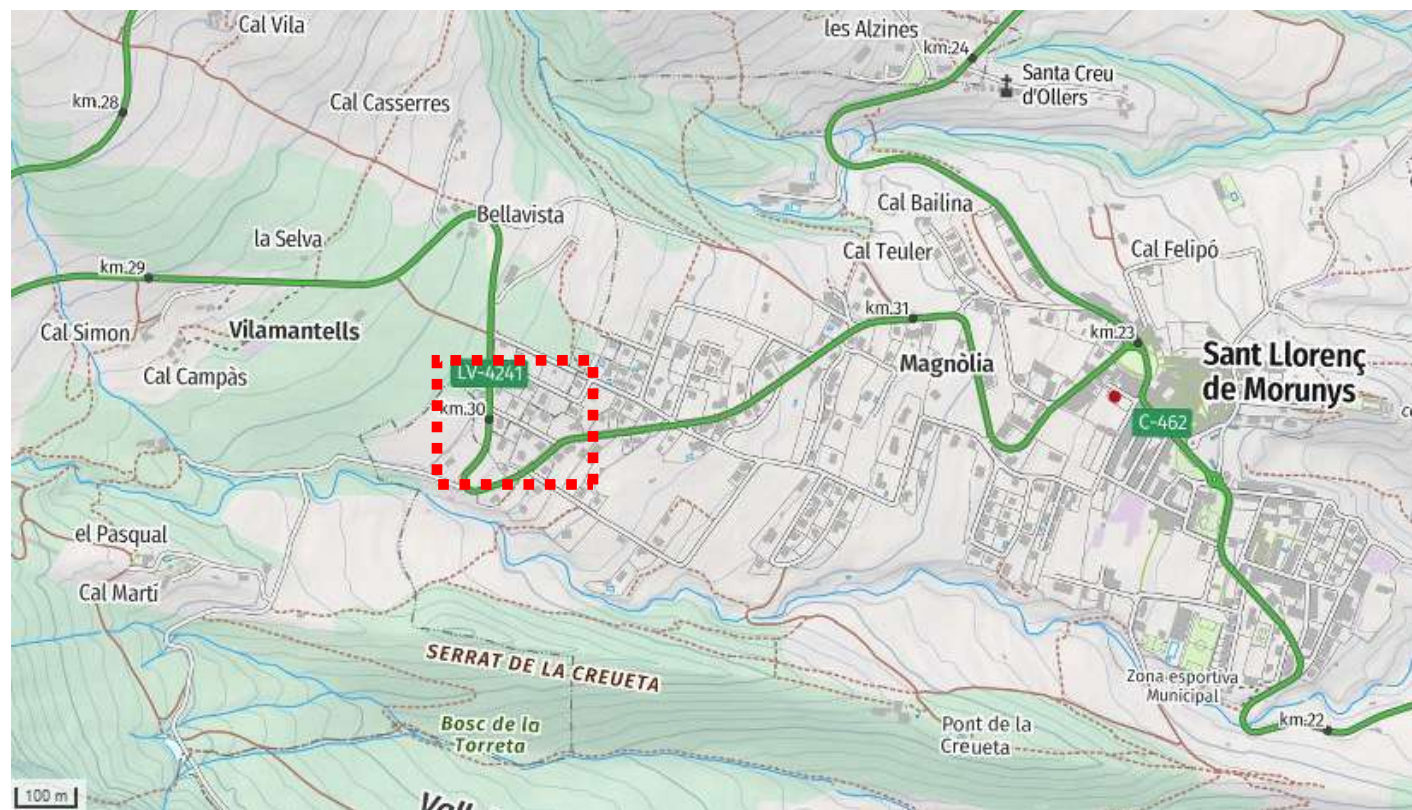 Cal Vila
les Alzines
km.24
Santa Creu
d'Ollers
km.28
Cal Casserres
Bellavista
Cal Bailina
la Selva
Cal Teuler
Cal Felipó
km.29
km.31
km.23
Cal Simon
Vilamantells
Magnòlia
Sant Llorenç
de Morunys
Cal Campàs
LV-4241
km.30
C-462
el Pasqual
Cal Martí
SERRAT DE LA CREUETA
Zona esportiva
Municipal
Bosc de la
Torreta
Pont de la
Creueta
km.22
100 m